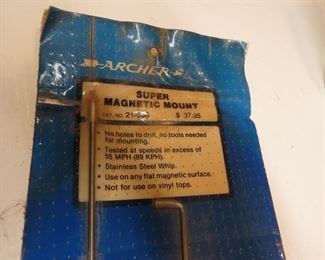 ARCHER
SUPER
MAGNETIC MOUNT
CAT. NO. 21- $ 37.95
• No holes to drill, no tools needed
for mounting.
• Tested at speeds in excess of
55 MPH (89 KPH).
• Stainless Steel Whip.
• Use on any flat magnetic surface.
• Not for use on vinyl tops.